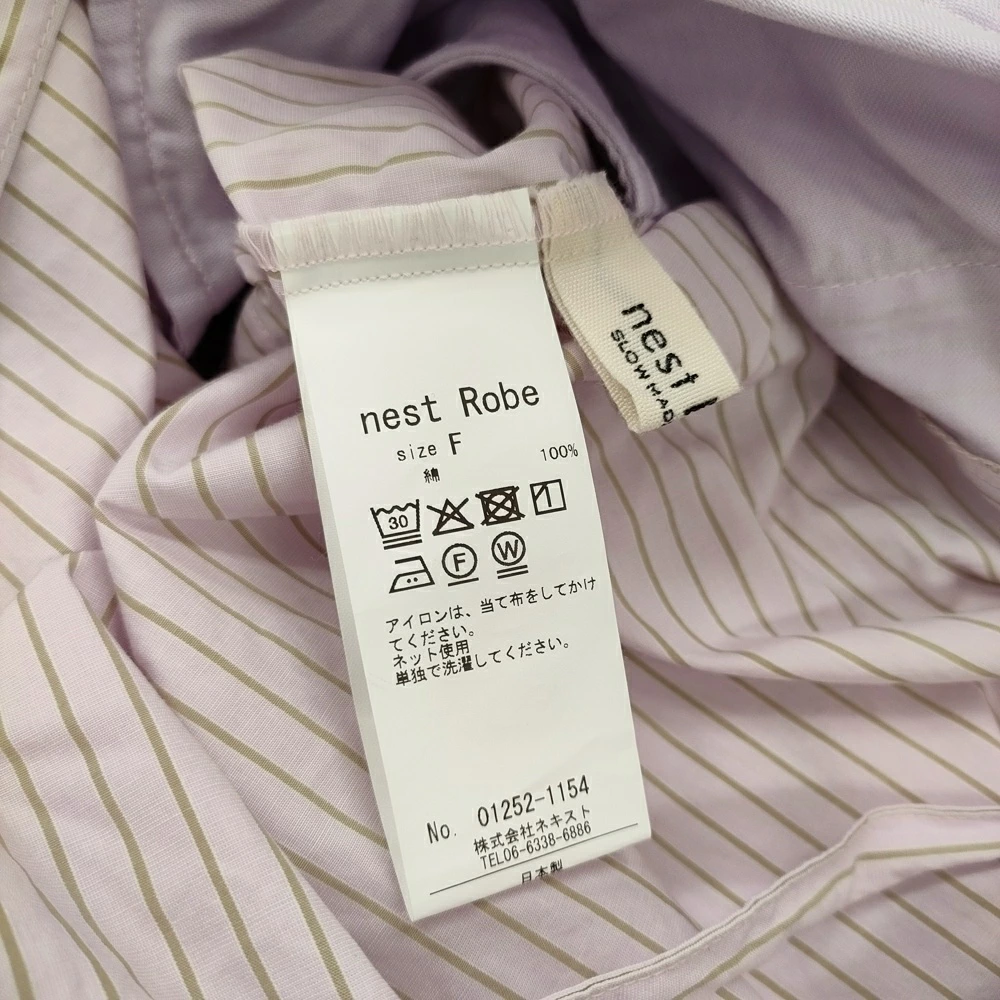 nest Robe
size F
綿 100%
30
F W
アイロンは、当て布をしてかけ
てください。
ネット使用
単独で洗濯してください。
No. 01252-1154
株式会社ネキスト
TEL06-6338-6886
日本製
nest
SLOW MAD